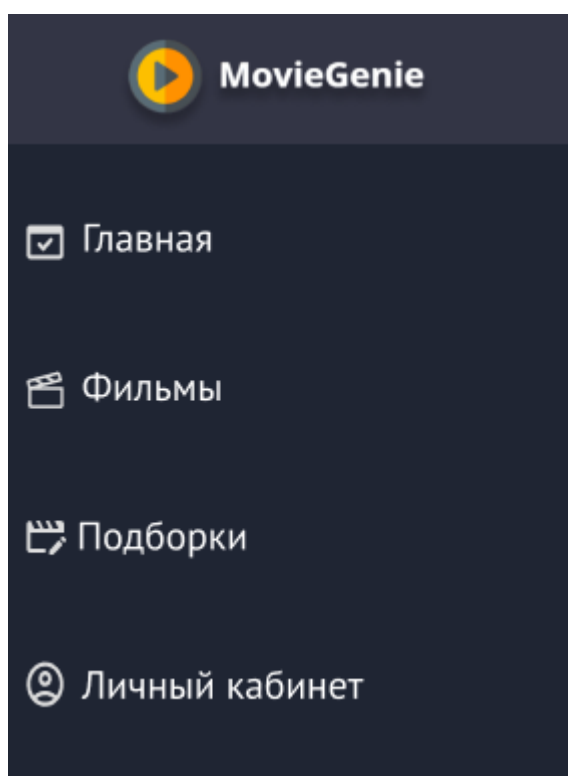 MovieGenie
Главная
Фильмы
Подборки
Личный кабинет